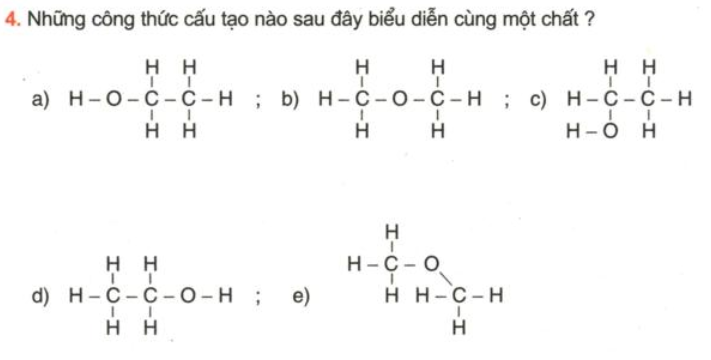 4. Những công thức cấu tạo nào sau đây biểu diễn cùng một chất ?
H H
a) H – O – C – C – H ;
H H
H H
b) H – C – O – C – H ;
H H
H H
c) H – C – C – H
H – O H
H H
d) H – C – C – O – H ;
H H
e)
H
H – C – O
H H – C – H
H